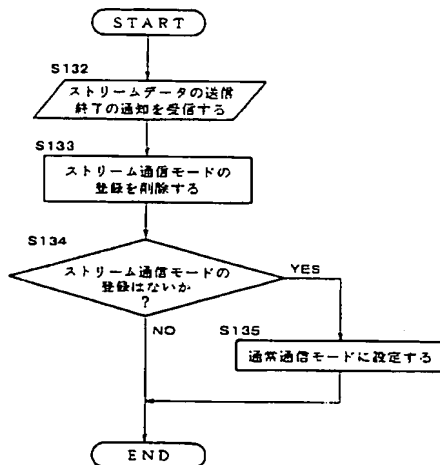 START
S132
ストリームデータの送信
終了の通知を受信する
S133
ストリーム通信モードの
登録を削除する
S134
ストリーム通信モードの
登録はないか
?
YES
NO
S135
通常通信モードに設定する
END